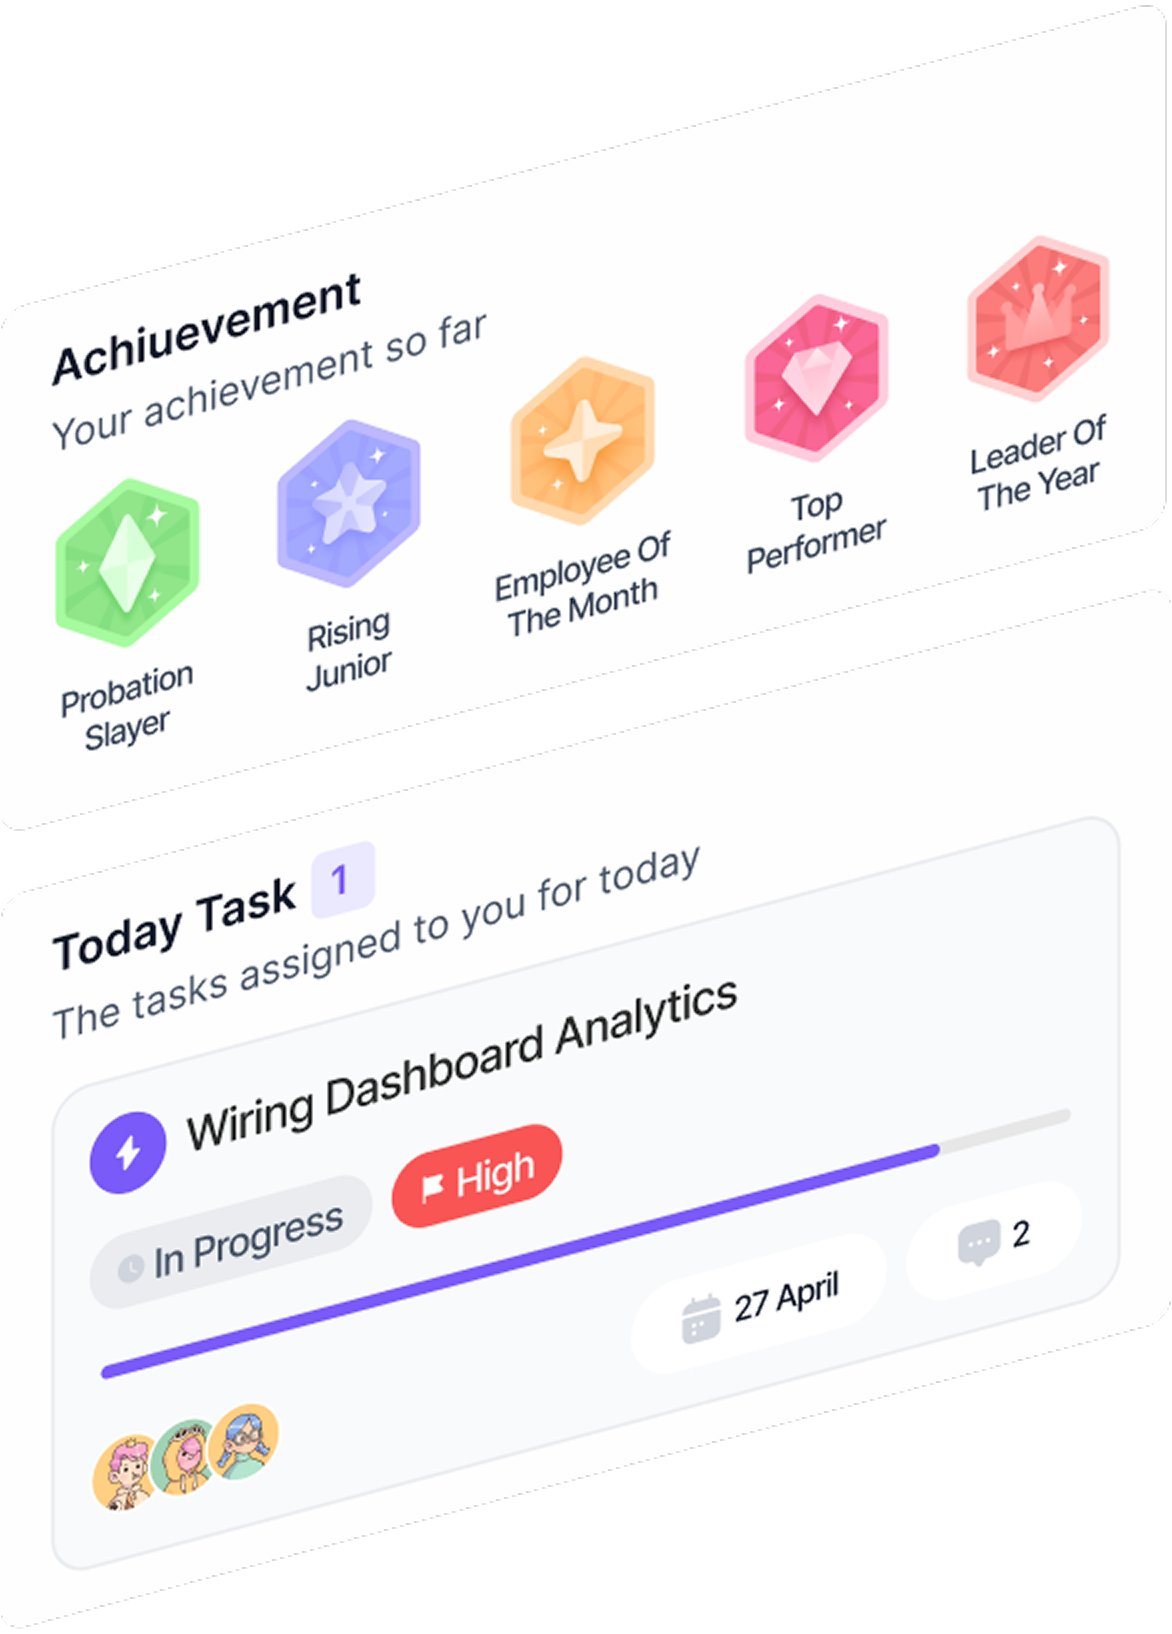 Achiuevement
Your achievement so far
Probation
Slayer
Rising
Junior
Employee Of
The Month
Top
Performer
Leader Of
The Year
Today Task 1
The tasks assigned to you for today
Wiring Dashboard Analytics
In Progress
High
27 April
2